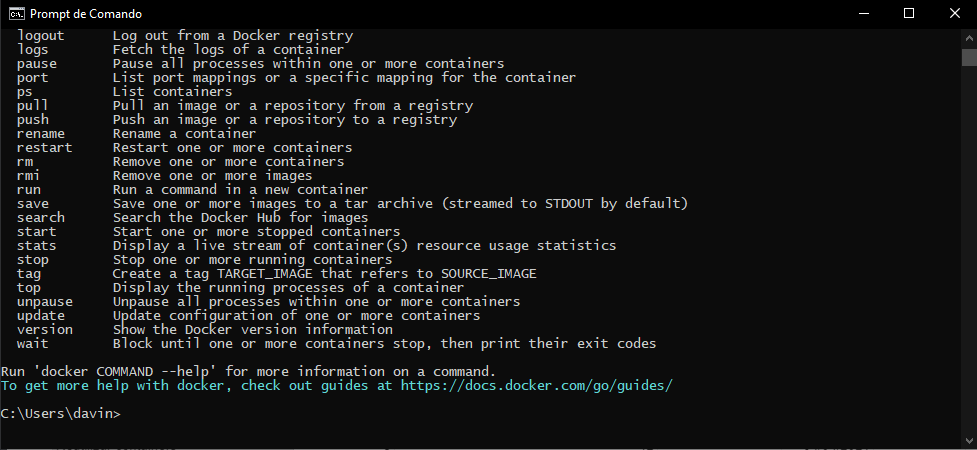 Prompt de Comando
logout      Log out from a Docker registry
logs        Fetch the logs of a container
pause       Pause all processes within one or more containers
port        List port mappings or a specific mapping for the container
ps          List containers
pull        Pull an image or a repository from a registry
push        Push an image or a repository to a registry
rename      Rename a container
restart     Restart one or more containers
rm          Remove one or more containers
rmi         Remove one or more images
run         Run a command in a new container
save        Save one or more images to a tar archive (streamed to STDOUT by default)
search      Search the Docker Hub for images
start       Start one or more stopped containers
stats       Display a live stream of container(s) resource usage statistics
stop        Stop one or more running containers
tag         Create a tag TARGET_IMAGE that refers to SOURCE_IMAGE
top         Display the running processes of a container
unpause     Unpause all processes within one or more containers
update      Update configuration of one or more containers
version     Show the Docker version information
wait        Block until one or more containers stop, then print their exit codes
Run 'docker COMMAND --help' for more information on a command.
To get more help with docker, check out guides at https://docs.docker.com/go/guides/
C:\Users\davin>